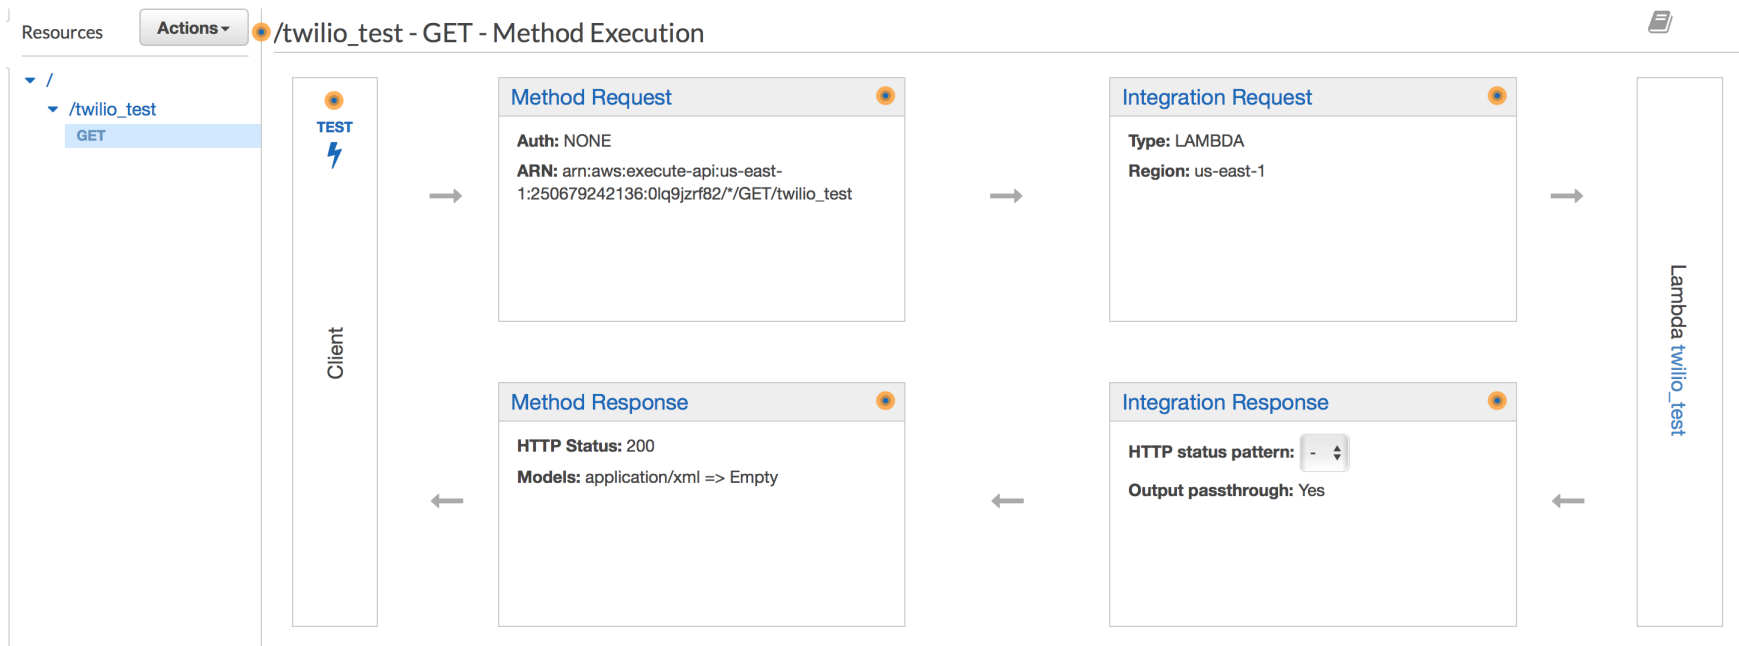 Resources
Actions
/twilio_test - GET - Method Execution
/
/twilio_test
GET
TEST
Client
Method Request
Auth: NONE
ARN: arn:aws:execute-api:us-east-
1:250679242136:0lq9jzrf82/*/GET/twilio_test
Integration Request
Type: LAMBDA
Region: us-east-1
Lambda twilio_test
Method Response
HTTP Status: 200
Models: application/xml => Empty
Integration Response
HTTP status pattern: -
Output passthrough: Yes